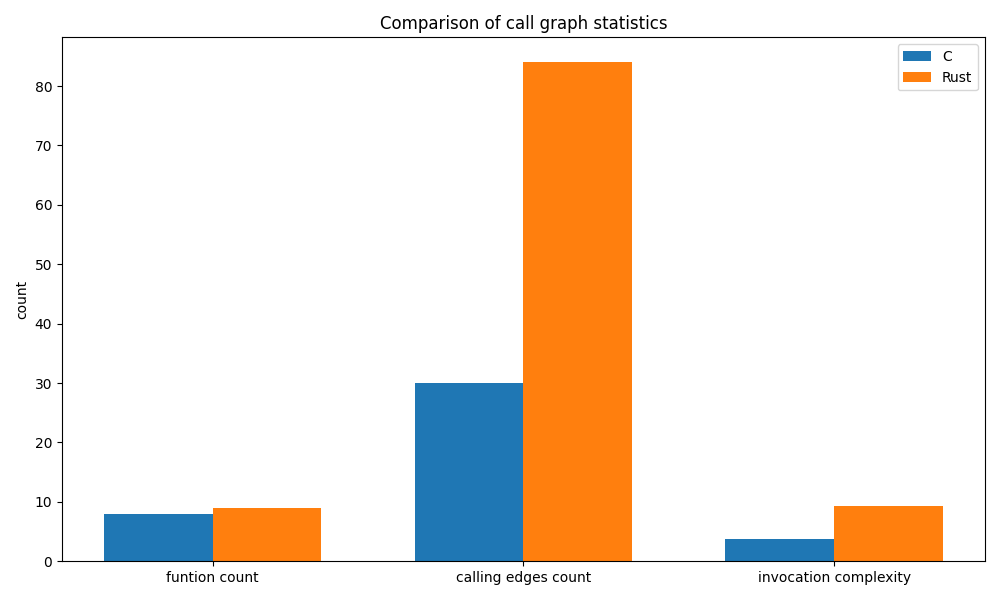 Comparison of call graph statistics
C
Rust
count
80
70
60
50
40
30
20
10
0
funtion count
calling edges count
invocation complexity